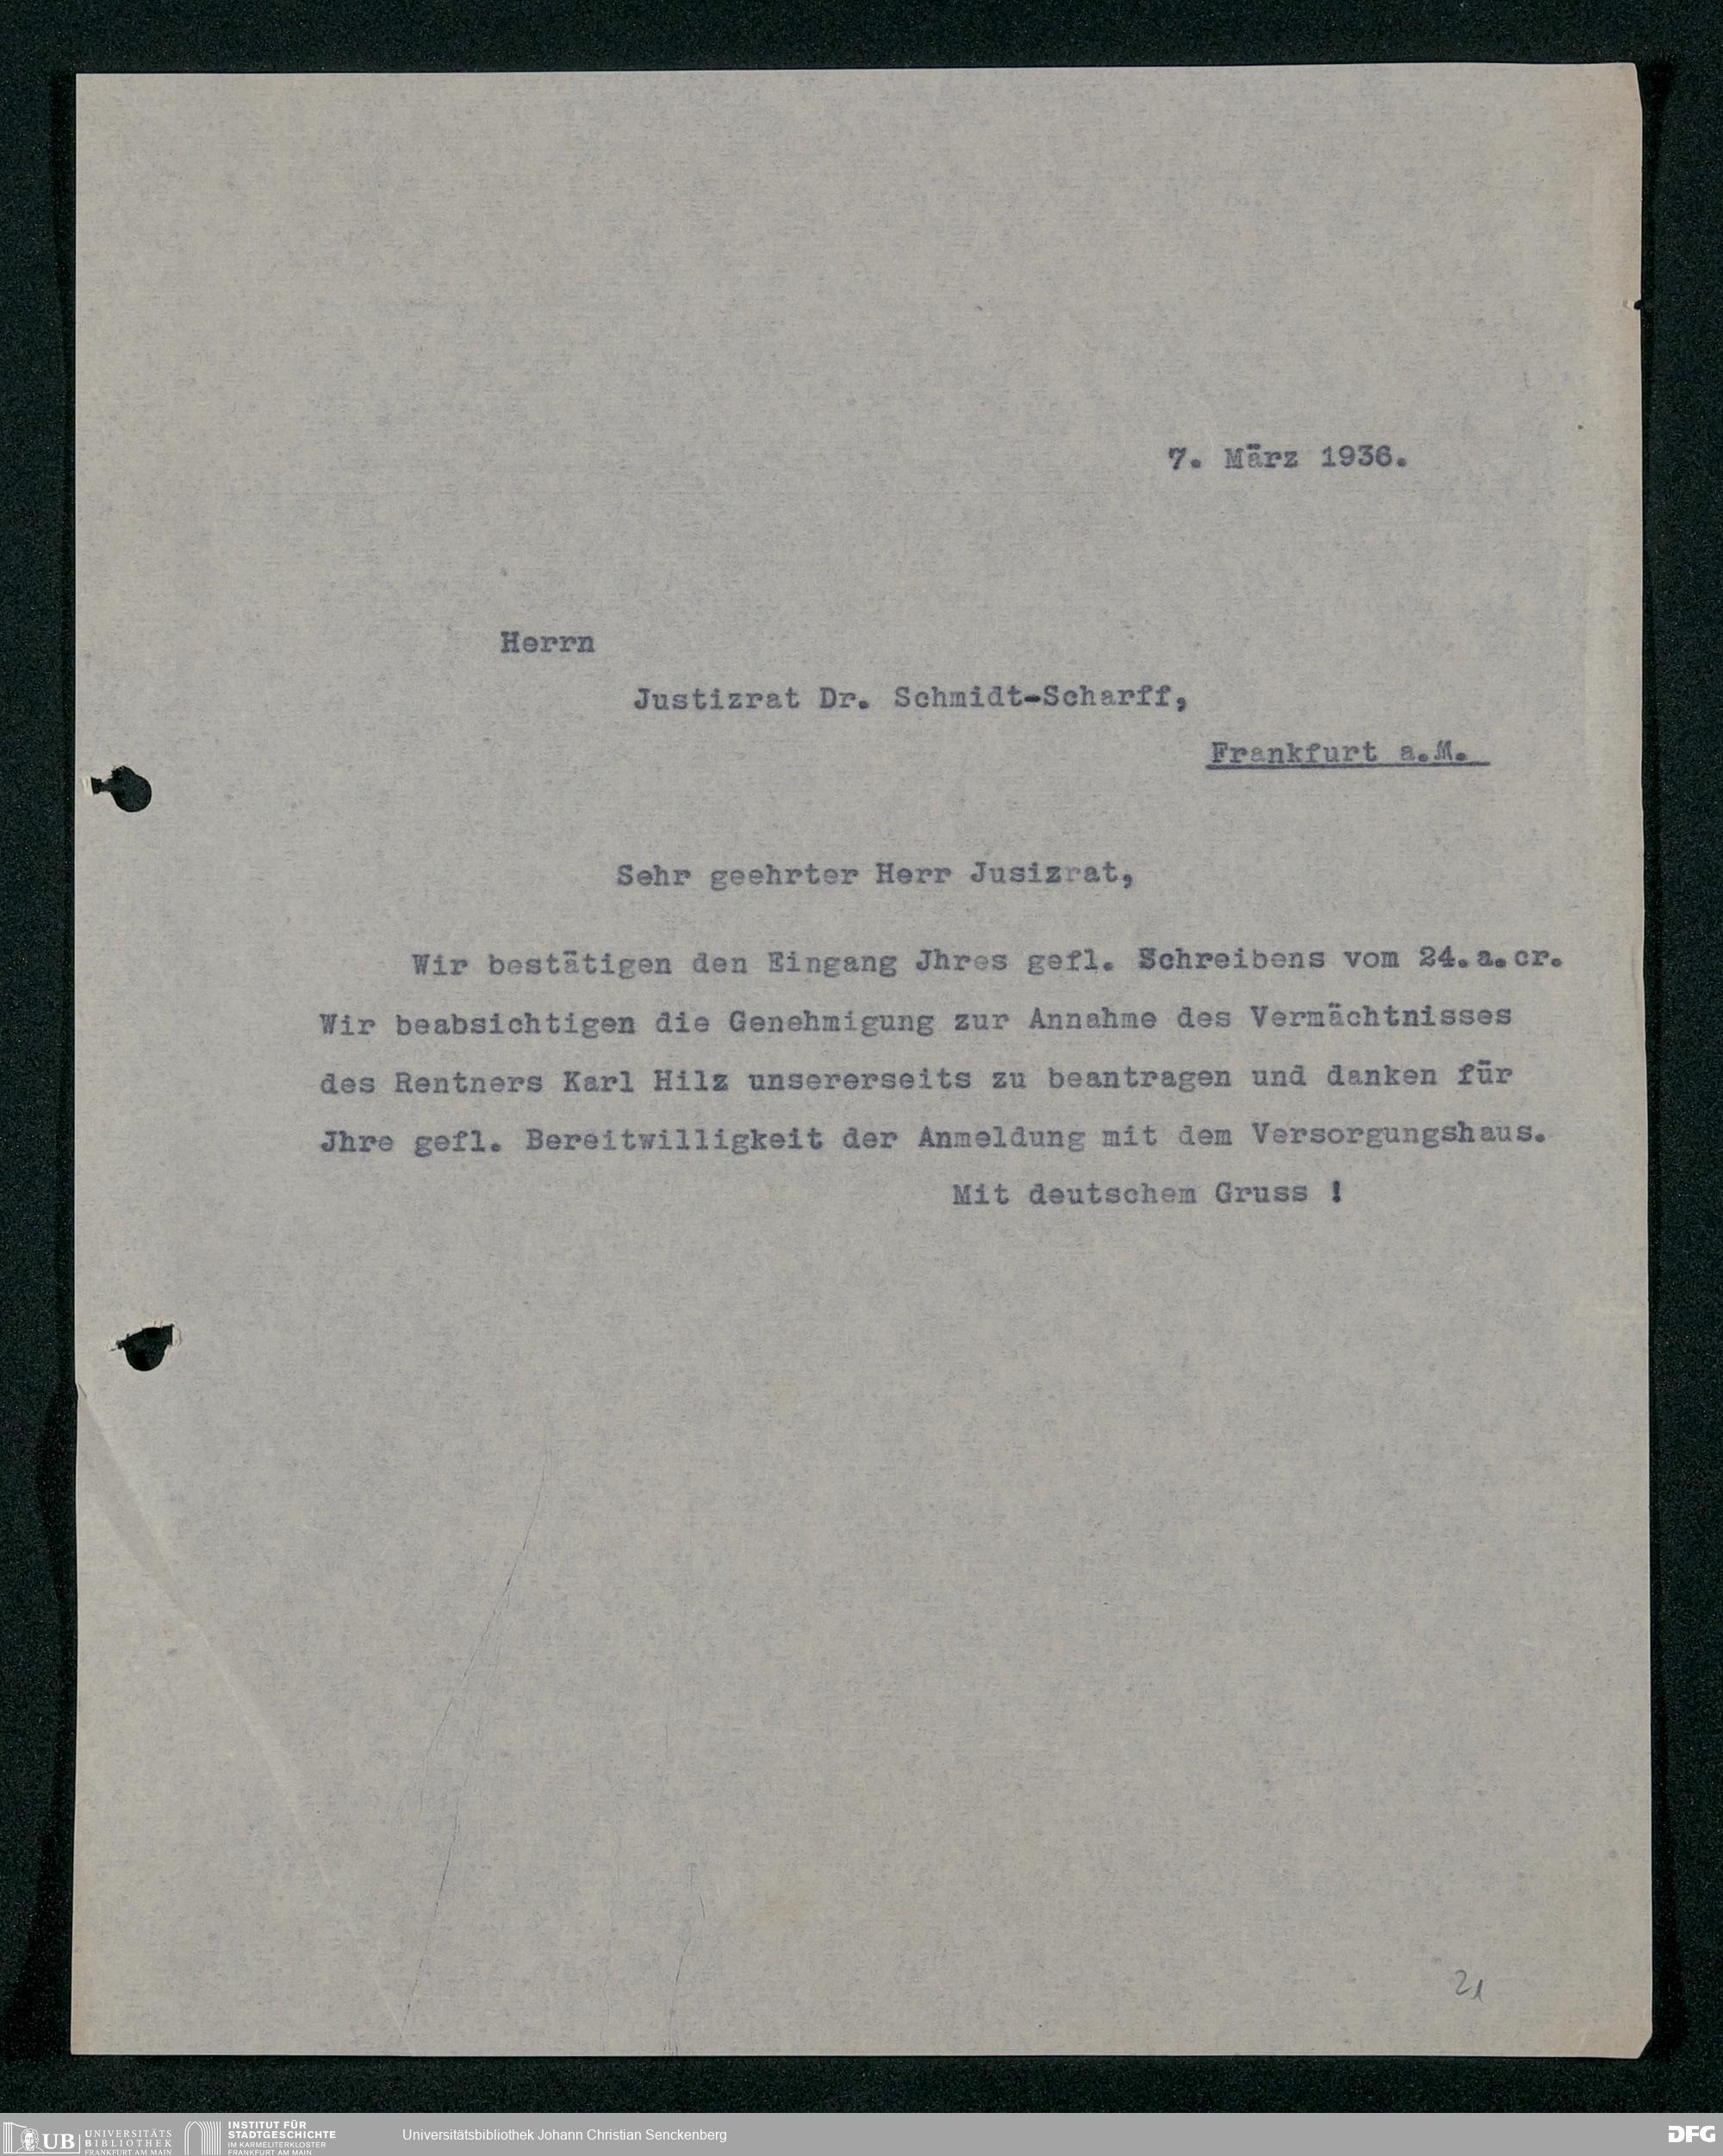 7. März 1936.
Herrn
Justizrat Dr. Schmidt-Scharff,
Frankfurt a.M.
Sehr geehrter Herr Jusizrat,
Wir bestätigen den Eingang Jhres gefl. Schreibens vom 24.a.cr.
Wir beabsichtigen die Genehmigung zur Annahme des Vermächtnisses
des Rentners Karl Hilz unsererseits zu beantragen und danken für
Jhre gefl. Bereitwilligkeit der Anmeldung mit dem Versorgungshaus.
Mit deutschem Gruss !
21
UB UNIVERSITÄTS
BIBLIOTHEK
FRANKFURT AM MAIN
INSTITUT FÜR
STADTGESCHICHTE
IM KARMELITERKLOSTER
FRANKFURT AM MAIN
Universitätsbibliothek Johann Christian Senckenberg
DFG